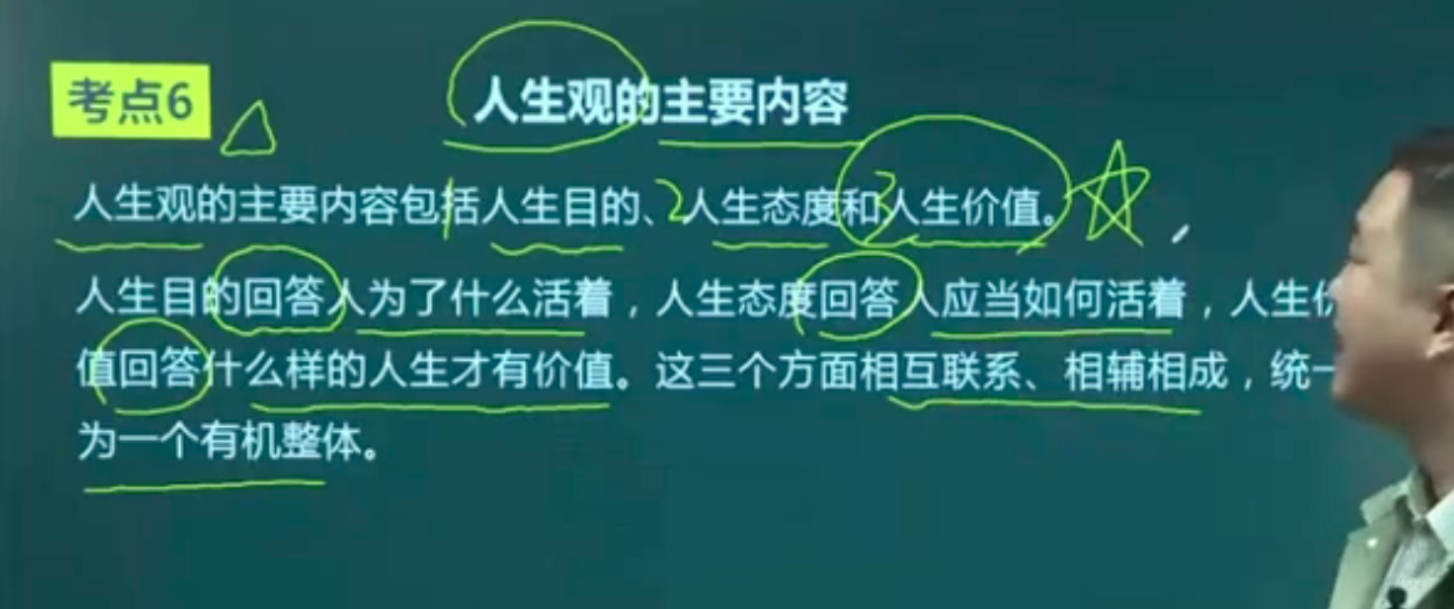 考点6
人生观的主要内容
人生观的主要内容包括人生目的、2人生态度和3人生价值。
人生目的回答人为了什么活着，人生态度回答人应当如何活着，人生价
值回答什么样的人生才有价值。这三个方面相互联系、相辅相成，统一
为一个有机整体。